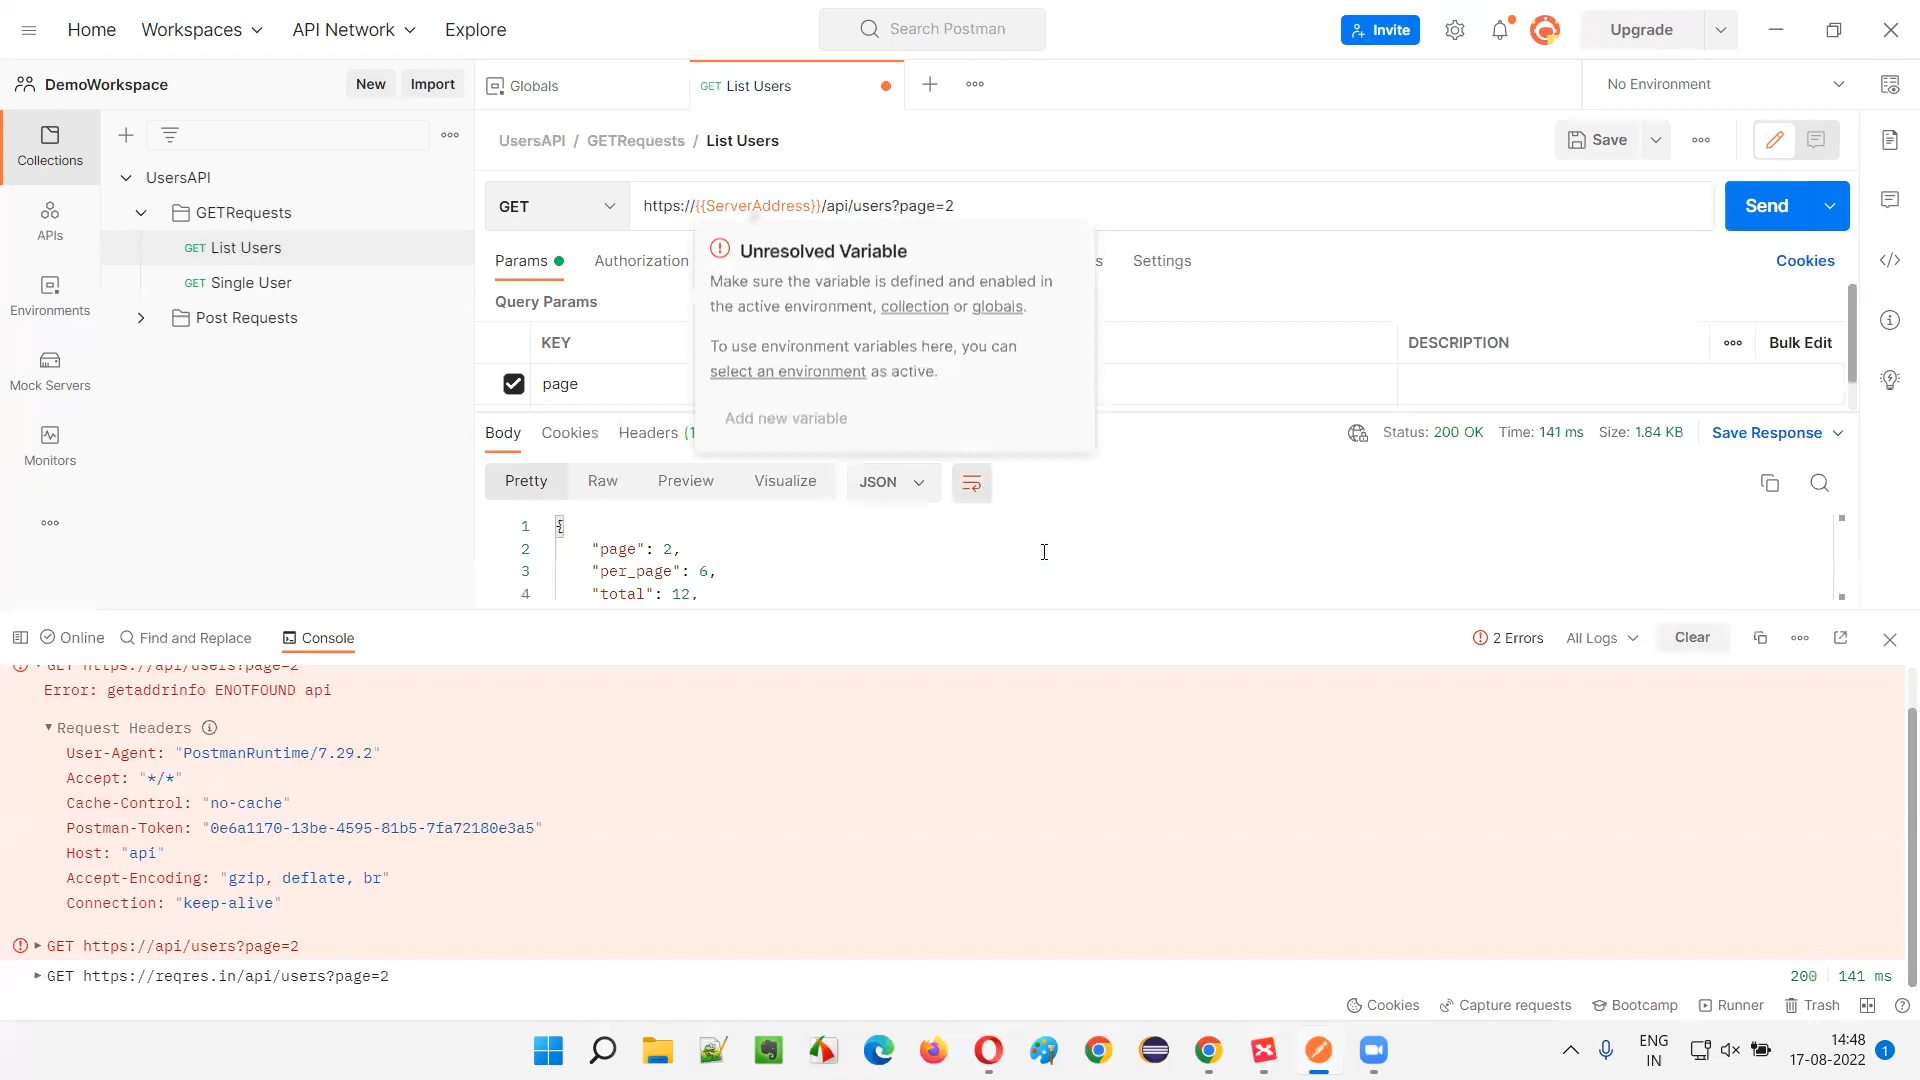 Home Workspaces API Network Explore Search Postman Invite Upgrade
DemoWorkspace New Import Globals GET List Users No Environment
UsersAPI / GETRequests / List Users Save
Collections
UsersAPI
GETRequests
GET List Users
GET Single User
Post Requests
APIs
Environments
Mock Servers
Monitors
GET https://{{ServerAddress}}/api/users?page=2 Send
Params Authorization s Settings Cookies
Unresolved Variable
Make sure the variable is defined and enabled in
the active environment, collection or globals.
To use environment variables here, you can
select an environment as active.
Add new variable
Query Params
KEY DESCRIPTION Bulk Edit
page
Body Cookies Headers (1 Status: 200 OK Time: 141 ms Size: 1.84 KB Save Response
Pretty Raw Preview Visualize JSON
1 {
2 "page": 2,
3 "per_page": 6,
4 "total": 12,
Online Find and Replace Console 2 Errors All Logs Clear
GET https://api/users?page=2
Error: getaddrinfo ENOTFOUND api
Request Headers
User-Agent: "PostmanRuntime/7.29.2"
Accept: "*/*"
Cache-Control: "no-cache"
Postman-Token: "0e6a1170-13be-4595-81b5-7fa72180e3a5"
Host: "api"
Accept-Encoding: "gzip, deflate, br"
Connection: "keep-alive"
GET https://api/users?page=2
GET https://reqres.in/api/users?page=2 200 141 ms
Cookies Capture requests Bootcamp Runner Trash
ENG 14:48
IN 17-08-2022 1